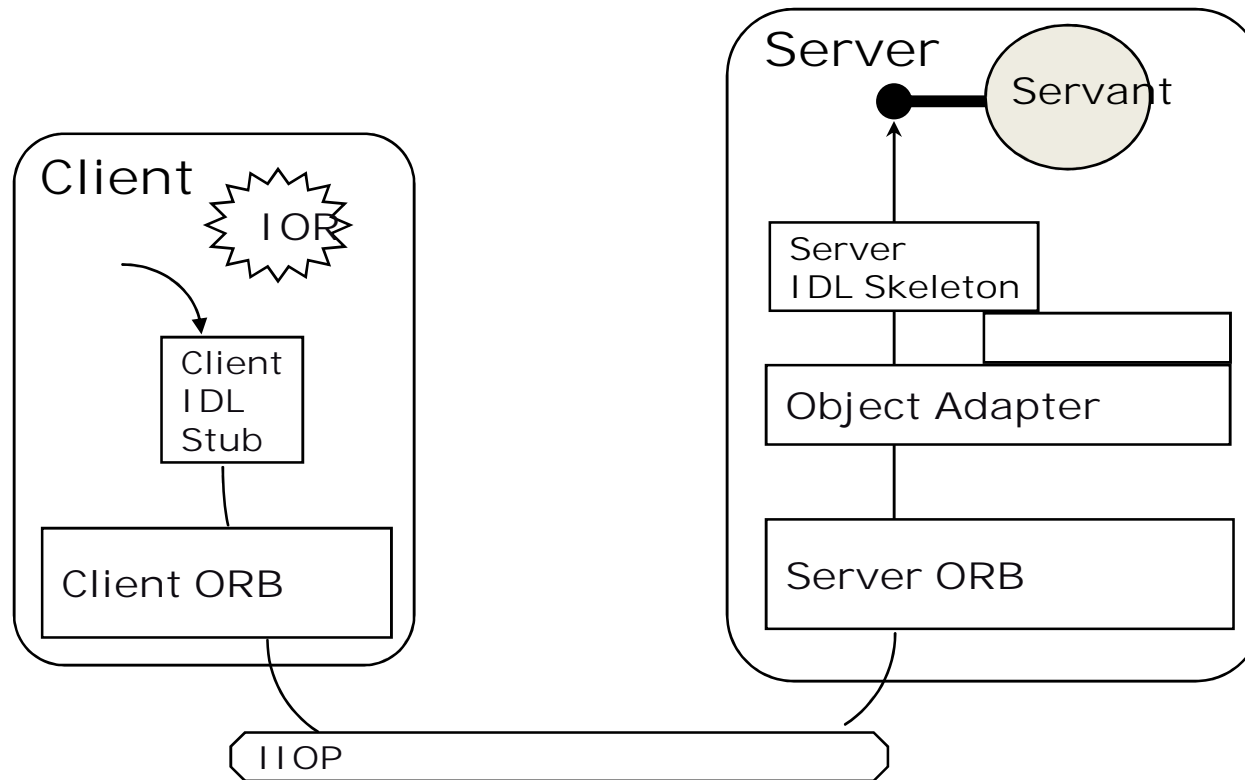 Client
IOR
Client
IDL
Stub
Client ORB
Server
Servant
Server
IDL Skeleton
Object Adapter
Server ORB
IIOP